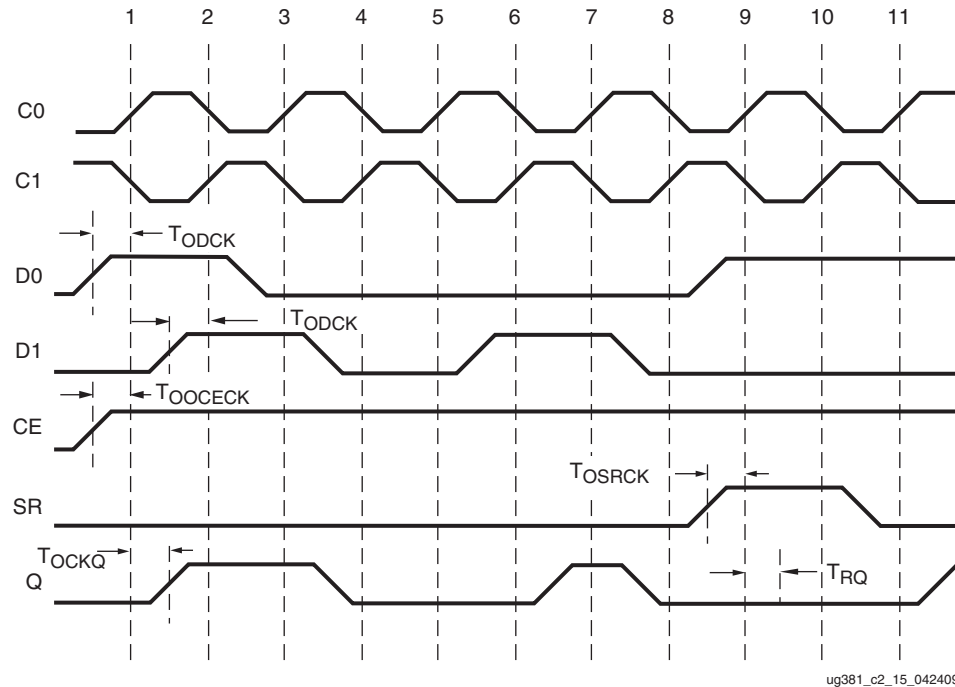 1 2 3 4 5 6 7 8 9 10 11
C0
C1
TODCK
D0
TODCK
D1
TOOCECK
CE
TOSRCK
SR
TOCKQ
TRQ
Q
ug381_c2_15_042409